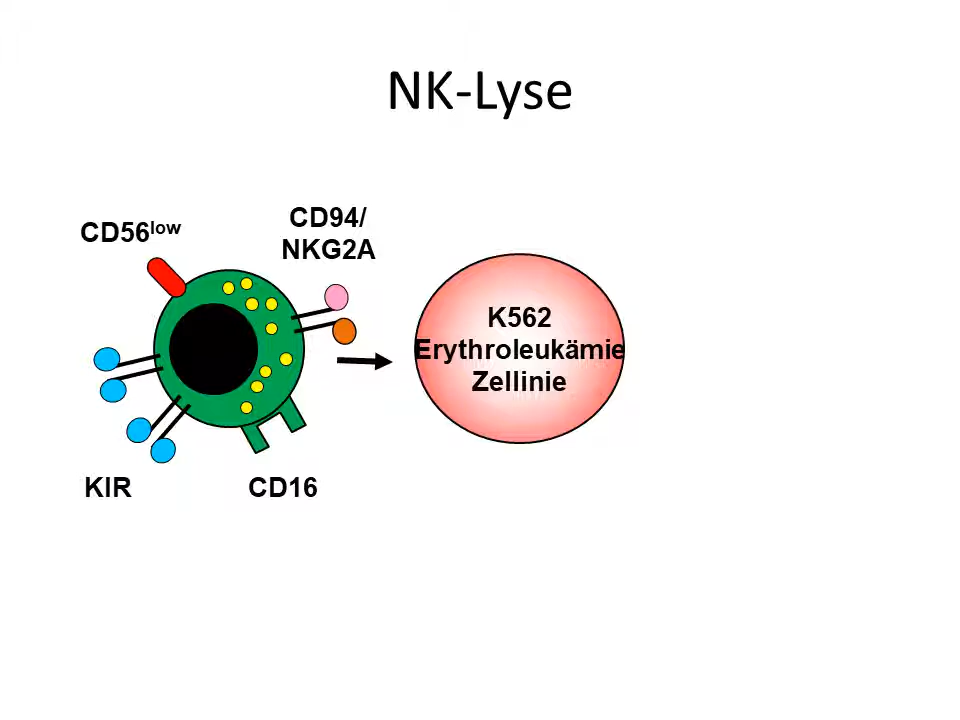 NK-Lyse
CD56low
CD94/
NKG2A
K562
Erythroleukämie
Zellinie
KIR
CD16